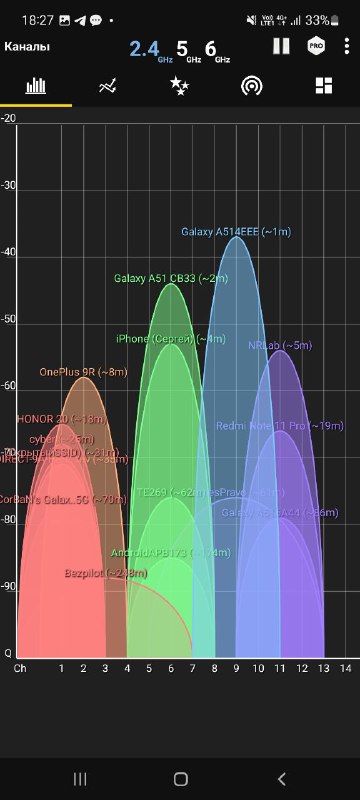 18:27
33%
Каналы
2.4 GHz 5 GHz 6 GHz
PRO
-20
-30
-40
Galaxy A514EEE (~1m)
Galaxy A51 CB33 (~2m)
-50
iPhone (Сергей) (~4m)
NRLab (~5m)
OnePlus 9R (~8m)
-60
HONOR 20 (~18m)
Redmi Note 11 Pro (~19m)
-70
TE269 (~62m)
-80
AndroidAPB173
Bezpilot (~248m)
-90
Q
Ch 1 2 3 4 5 6 7 8 9 10 11 12 13 14